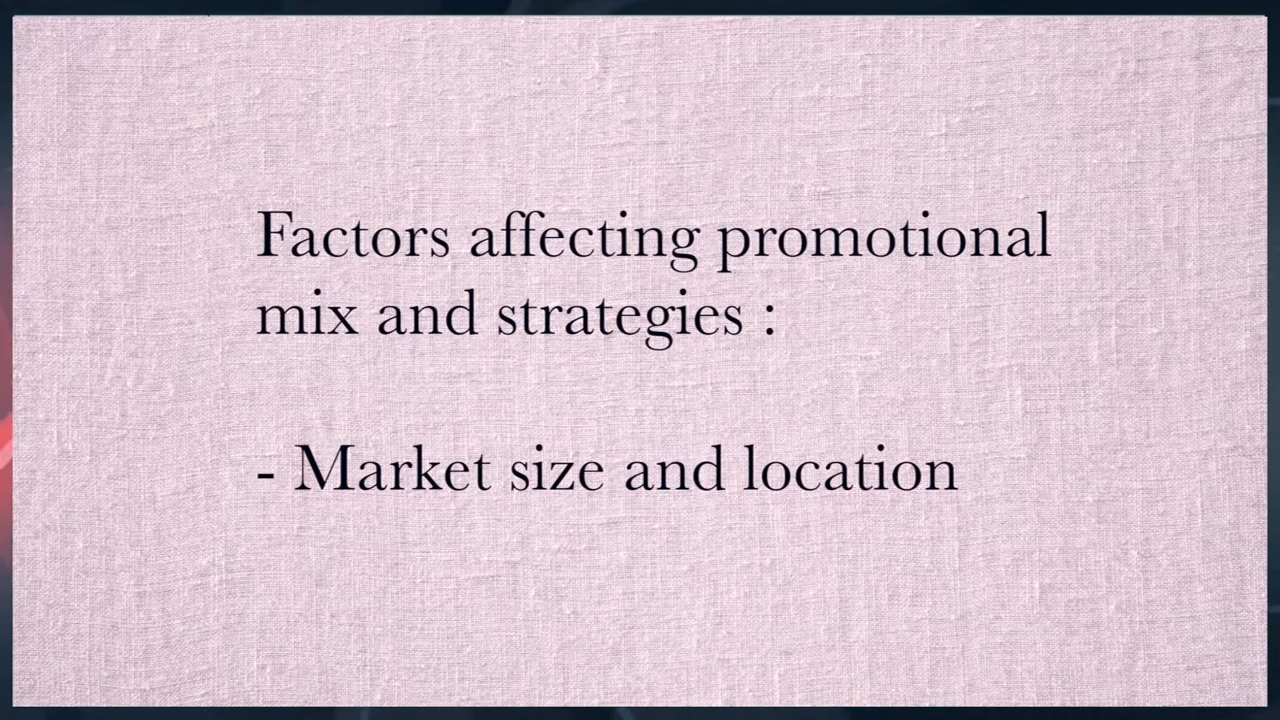 Factors affecting promotional
mix and strategies :
- Market size and location